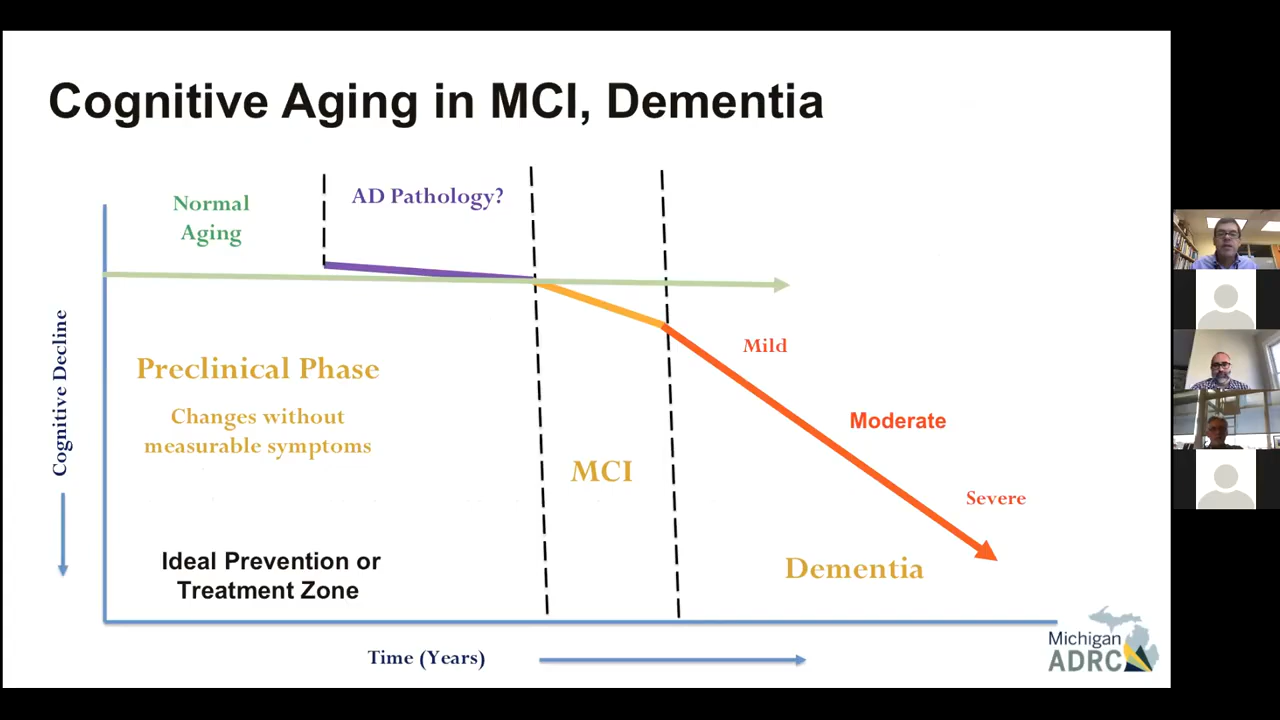 Cognitive Aging in MCI, Dementia
Normal
Aging
AD Pathology?
Cognitive Decline
Preclinical Phase
Changes without
measurable symptoms
Ideal Prevention or
Treatment Zone
MCI
Mild
Moderate
Severe
Dementia
Time (Years)
Michigan
ADRC